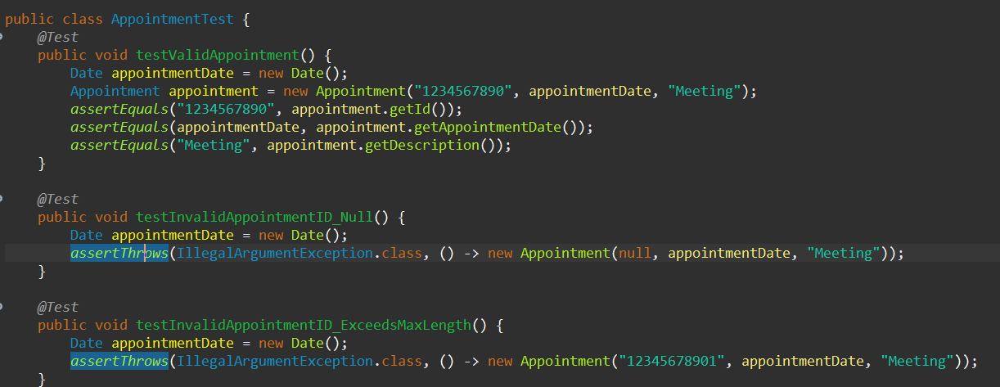 public class AppointmentTest {
    @Test
    public void testValidAppointment() {
        Date appointmentDate = new Date();
        Appointment appointment = new Appointment("1234567890", appointmentDate, "Meeting");
        assertEquals("1234567890", appointment.getId());
        assertEquals(appointmentDate, appointment.getAppointmentDate());
        assertEquals("Meeting", appointment.getDescription());
    }
    @Test
    public void testInvalidAppointmentID_Null() {
        Date appointmentDate = new Date();
        assertThrows(IllegalArgumentException.class, () -> new Appointment(null, appointmentDate, "Meeting"));
    }
    @Test
    public void testInvalidAppointmentID_ExceedsMaxLength() {
        Date appointmentDate = new Date();
        assertThrows(IllegalArgumentException.class, () -> new Appointment("12345678901", appointmentDate, "Meeting"));
    }